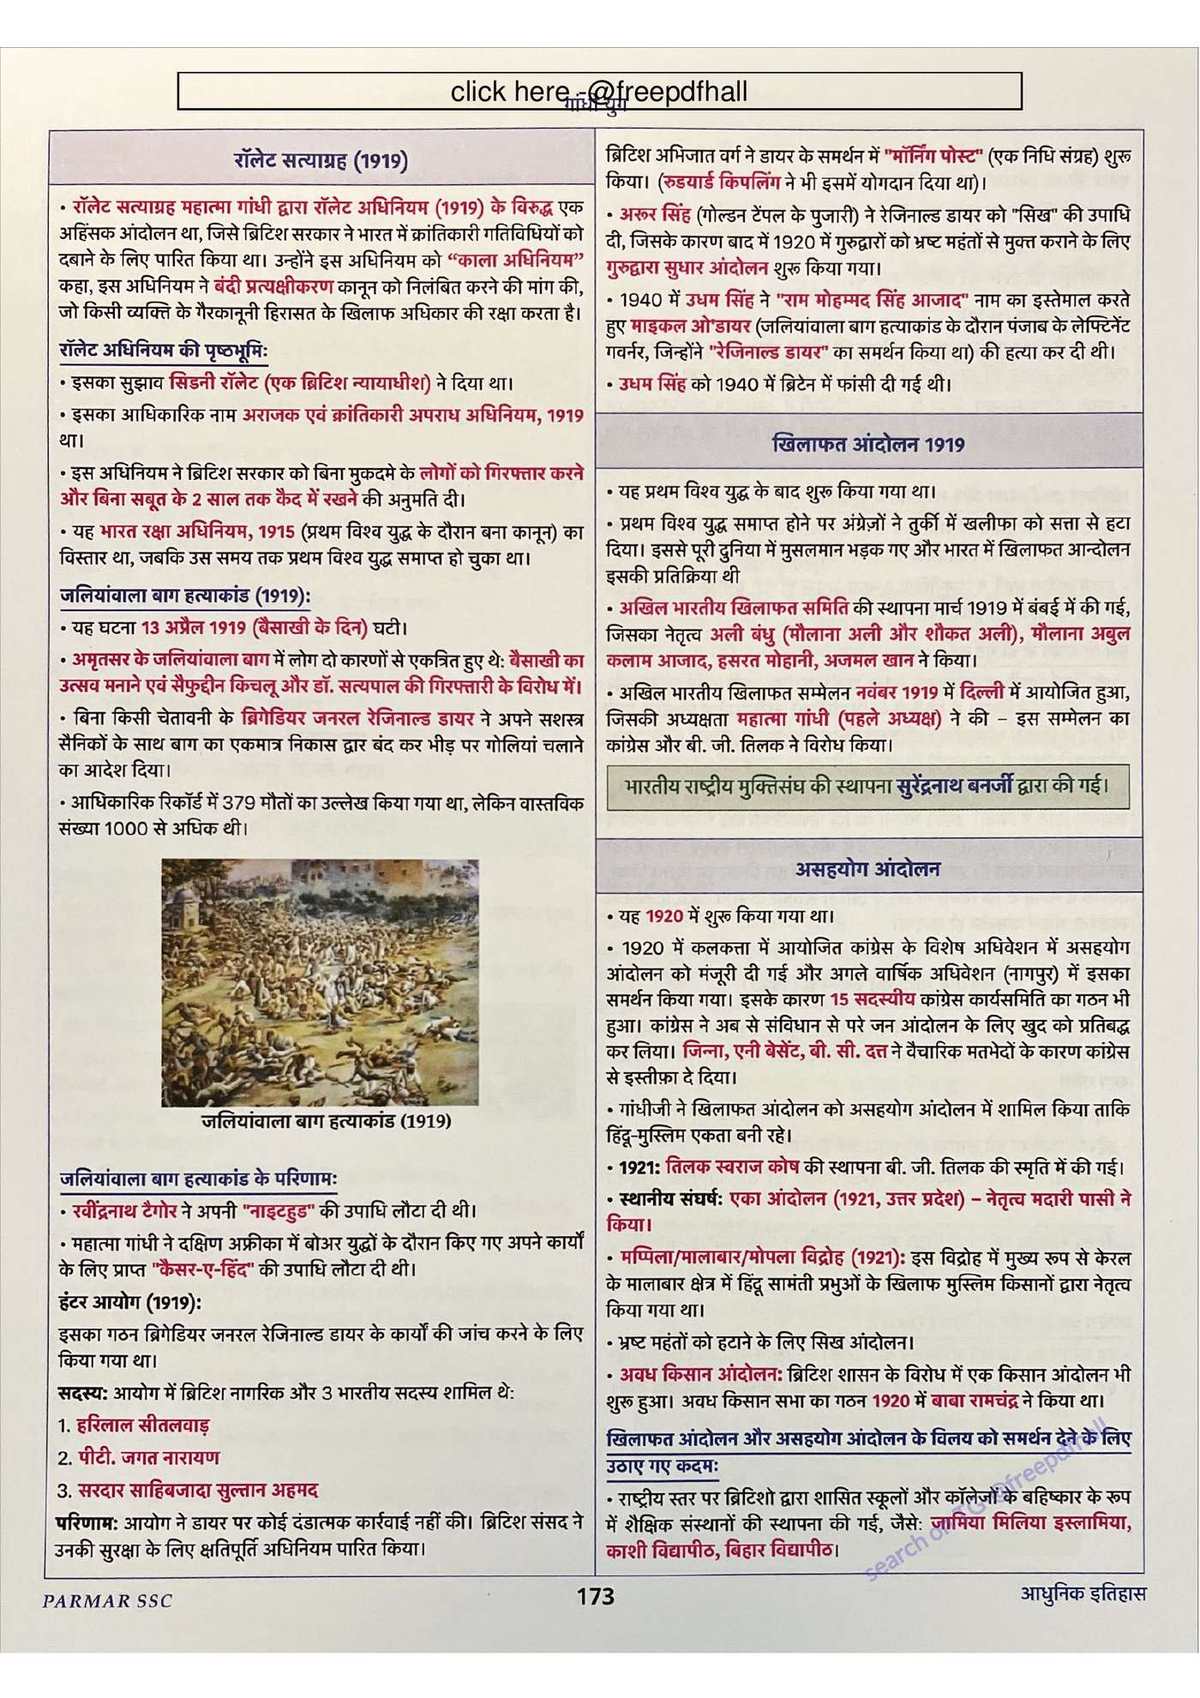 click here -@freepdfhall
गांधी युग
रॉलेट सत्याग्रह (1919)
• रॉलेट सत्याग्रह महात्मा गांधी द्वारा रॉलेट अधिनियम (1919) के विरुद्ध एक
अहिंसक आंदोलन था, जिसे ब्रिटिश सरकार ने भारत में क्रांतिकारी गतिविधियों को
दबाने के लिए पारित किया था। उन्होंने इस अधिनियम को “काला अधिनियम”
कहा, इस अधिनियम ने बंदी प्रत्यक्षीकरण कानून को निलंबित करने की मांग की,
जो किसी व्यक्ति के गैरकानूनी हिरासत के खिलाफ अधिकार की रक्षा करता है।
रॉलेट अधिनियम की पृष्ठभूमि:
• इसका सुझाव सिडनी रॉलेट (एक ब्रिटिश न्यायाधीश) ने दिया था।
• इसका आधिकारिक नाम अराजक एवं क्रांतिकारी अपराध अधिनियम, 1919
था।
• इस अधिनियम ने ब्रिटिश सरकार को बिना मुकदमे के लोगों को गिरफ्तार करने
और बिना सबूत के 2 साल तक कैद में रखने की अनुमति दी।
• यह भारत रक्षा अधिनियम, 1915 (प्रथम विश्व युद्ध के दौरान बना कानून) का
विस्तार था, जबकि उस समय तक प्रथम विश्व युद्ध समाप्त हो चुका था।
जलियांवाला बाग हत्याकांड (1919):
• यह घटना 13 अप्रैल 1919 (बैसाखी के दिन) घटी।
• अमृतसर के जलियांवाला बाग में लोग दो कारणों से एकत्रित हुए थे: बैसाखी का
उत्सव मनाने एवं सैफुद्दीन किचलू और डॉ. सत्यपाल की गिरफ्तारी के विरोध में।
• बिना किसी चेतावनी के ब्रिगेडियर जनरल रेजिनाल्ड डायर ने अपने सशस्त्र
सैनिकों के साथ बाग का एकमात्र निकास द्वार बंद कर भीड़ पर गोलियां चलाने
का आदेश दिया।
• आधिकारिक रिकॉर्ड में 379 मौतों का उल्लेख किया गया था, लेकिन वास्तविक
संख्या 1000 से अधिक थी।
जलियांवाला बाग हत्याकांड (1919)
जलियांवाला बाग हत्याकांड के परिणाम:
• रवींद्रनाथ टैगोर ने अपनी "नाइटहुड" की उपाधि लौटा दी थी।
• महात्मा गांधी ने दक्षिण अफ्रीका में बोअर युद्धों के दौरान किए गए अपने कार्यों
के लिए प्राप्त "कैसर-ए-हिंद" की उपाधि लौटा दी थी।
हंटर आयोग (1919):
इसका गठन ब्रिगेडियर जनरल रेजिनाल्ड डायर के कार्यों की जांच करने के लिए
किया गया था।
सदस्य: आयोग में ब्रिटिश नागरिक और 3 भारतीय सदस्य शामिल थे:
1. हरिलाल सीतलवाड़
2. पीटी. जगत नारायण
3. सरदार साहिबजादा सुल्तान अहमद
परिणाम: आयोग ने डायर पर कोई दंडात्मक कार्रवाई नहीं की। ब्रिटिश संसद ने
उनकी सुरक्षा के लिए क्षतिपूर्ति अधिनियम पारित किया।
ब्रिटिश अभिजात वर्ग ने डायर के समर्थन में "मॉर्निंग पोस्ट" (एक निधि संग्रह) शुरू
किया। (रुडयार्ड किपलिंग ने भी इसमें योगदान दिया था)।
• अरूर सिंह (गोल्डन टेंपल के पुजारी) ने रेजिनाल्ड डायर को "सिख" की उपाधि
दी, जिसके कारण बाद में 1920 में गुरुद्वारों को भ्रष्ट महंतों से मुक्त कराने के लिए
गुरुद्वारा सुधार आंदोलन शुरू किया गया।
• 1940 में उधम सिंह ने "राम मोहम्मद सिंह आजाद" नाम का इस्तेमाल करते
हुए माइकल ओ'डायर (जलियांवाला बाग हत्याकांड के दौरान पंजाब के लेफ्टिनेंट
गवर्नर, जिन्होंने "रेजिनाल्ड डायर" का समर्थन किया था) की हत्या कर दी थी।
• उधम सिंह को 1940 में ब्रिटेन में फांसी दी गई थी।
खिलाफत आंदोलन 1919
• यह प्रथम विश्व युद्ध के बाद शुरू किया गया था।
• प्रथम विश्व युद्ध समाप्त होने पर अंग्रेज़ों ने तुर्की में खलीफा को सत्ता से हटा
दिया। इससे पूरी दुनिया में मुसलमान भड़क गए और भारत में खिलाफत आन्दोलन
इसकी प्रतिक्रिया थी
• अखिल भारतीय खिलाफत समिति की स्थापना मार्च 1919 में बंबई में की गई,
जिसका नेतृत्व अली बंधु (मौलाना अली और शौकत अली), मौलाना अबुल
कलाम आजाद, हसरत मोहानी, अजमल खान ने किया।
• अखिल भारतीय खिलाफत सम्मेलन नवंबर 1919 में दिल्ली में आयोजित हुआ,
जिसकी अध्यक्षता महात्मा गांधी (पहले अध्यक्ष) ने की – इस सम्मेलन का
कांग्रेस और बी. जी. तिलक ने विरोध किया।
भारतीय राष्ट्रीय मुक्तिसंघ की स्थापना सुरेंद्रनाथ बनर्जी द्वारा की गई।
असहयोग आंदोलन
• यह 1920 में शुरू किया गया था।
• 1920 में कलकत्ता में आयोजित कांग्रेस के विशेष अधिवेशन में असहयोग
आंदोलन को मंजूरी दी गई और अगले वार्षिक अधिवेशन (नागपुर) में इसका
समर्थन किया गया। इसके कारण 15 सदस्यीय कांग्रेस कार्यसमिति का गठन भी
हुआ। कांग्रेस ने अब से संविधान से परे जन आंदोलन के लिए खुद को प्रतिबद्ध
कर लिया। जिन्ना, एनी बेसेंट, बी. सी. दत्त ने वैचारिक मतभेदों के कारण कांग्रेस
से इस्तीफ़ा दे दिया।
• गांधीजी ने खिलाफत आंदोलन को असहयोग आंदोलन में शामिल किया ताकि
हिंदू-मुस्लिम एकता बनी रहे।
• 1921: तिलक स्वराज कोष की स्थापना बी. जी. तिलक की स्मृति में की गई।
• स्थानीय संघर्ष: एका आंदोलन (1921, उत्तर प्रदेश) – नेतृत्व मदारी पासी ने
किया।
• मप्पिला/मालाबार/मोपला विद्रोह (1921): इस विद्रोह में मुख्य रूप से केरल
के मालाबार क्षेत्र में हिंदू सामंती प्रभुओं के खिलाफ मुस्लिम किसानों द्वारा नेतृत्व
किया गया था।
• भ्रष्ट महंतों को हटाने के लिए सिख आंदोलन।
• अवध किसान आंदोलन: ब्रिटिश शासन के विरोध में एक किसान आंदोलन भी
शुरू हुआ। अवध किसान सभा का गठन 1920 में बाबा रामचंद्र ने किया था।
खिलाफत आंदोलन और असहयोग आंदोलन के विलय को समर्थन देने के लिए
उठाए गए कदम:
• राष्ट्रीय स्तर पर ब्रिटिशो द्वारा शासित स्कूलों और कॉलेजों के बहिष्कार के रूप
में शैक्षिक संस्थानों की स्थापना की गई, जैसे: जामिया मिलिया इस्लामिया,
काशी विद्यापीठ, बिहार विद्यापीठ।
search on TG @freepdfhall
PARMAR SSC
173
आधुनिक इतिहास